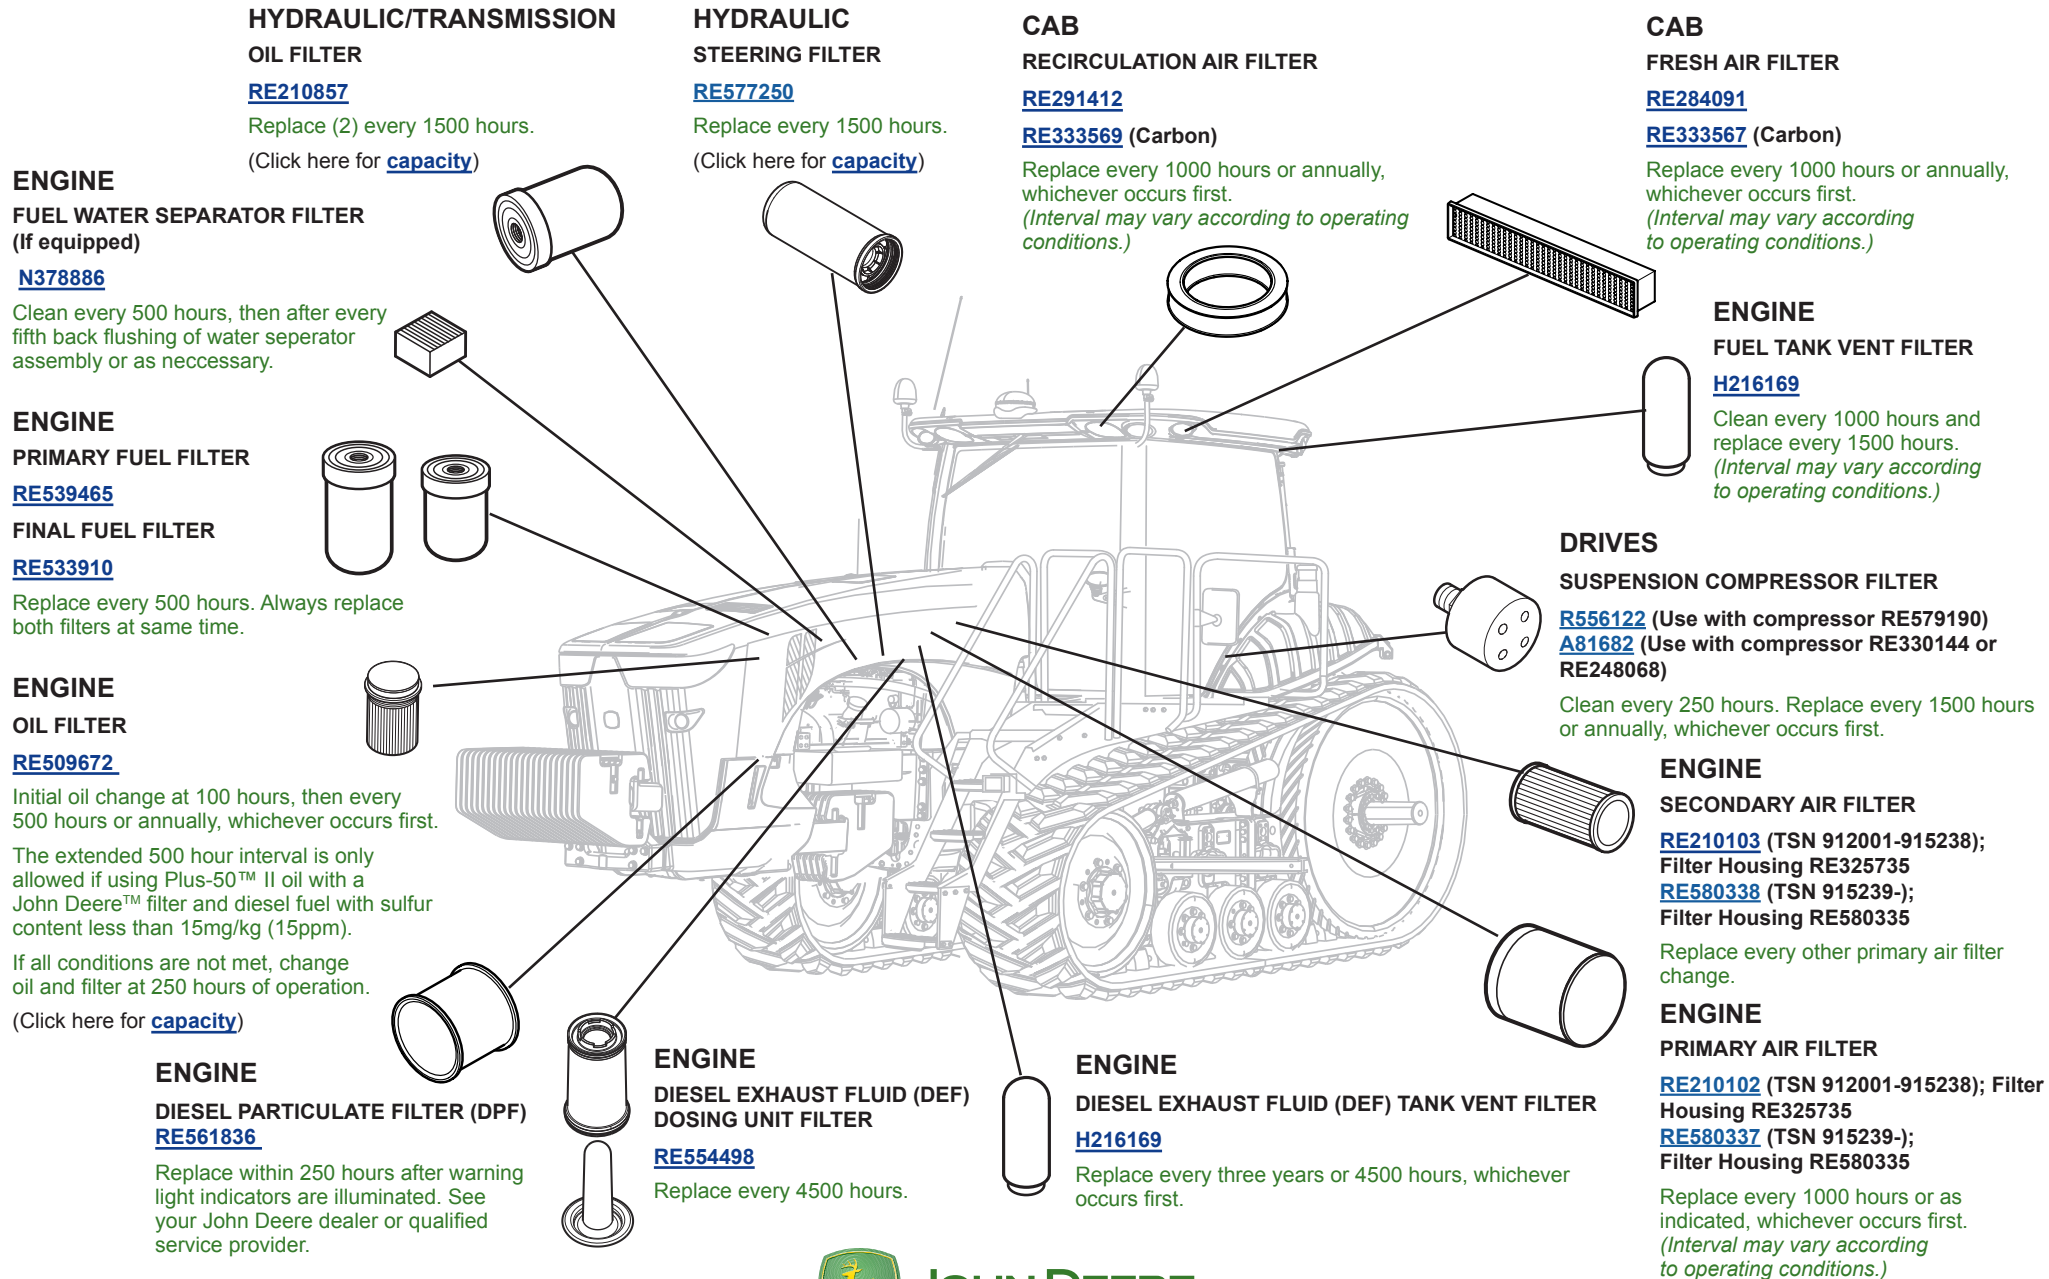 HYDRAULIC/TRANSMISSION
OIL FILTER
RE210857
Replace (2) every 1500 hours.
(Click here for capacity)
HYDRAULIC
STEERING FILTER
RE577250
Replace every 1500 hours.
(Click here for capacity)
CAB
RECIRCULATION AIR FILTER
RE291412
RE333569 (Carbon)
Replace every 1000 hours or annually,
whichever occurs first.
(Interval may vary according to operating
conditions.)
CAB
FRESH AIR FILTER
RE284091
RE333567 (Carbon)
Replace every 1000 hours or annually,
whichever occurs first.
(Interval may vary according
to operating conditions.)
ENGINE
FUEL WATER SEPARATOR FILTER
(If equipped)
N378886
Clean every 500 hours, then after every
fifth back flushing of water seperator
assembly or as neccessary.
ENGINE
FUEL TANK VENT FILTER
H216169
Clean every 1000 hours and
replace every 1500 hours.
(Interval may vary according
to operating conditions.)
ENGINE
PRIMARY FUEL FILTER
RE539465
FINAL FUEL FILTER
RE533910
Replace every 500 hours. Always replace
both filters at same time.
DRIVES
SUSPENSION COMPRESSOR FILTER
R556122 (Use with compressor RE579190)
A81682 (Use with compressor RE330144 or
RE248068)
Clean every 250 hours. Replace every 1500 hours
or annually, whichever occurs first.
ENGINE
OIL FILTER
RE509672
Initial oil change at 100 hours, then every
500 hours or annually, whichever occurs first.
The extended 500 hour interval is only
allowed if using Plus-50™ II oil with a
John Deere™ filter and diesel fuel with sulfur
content less than 15mg/kg (15ppm).
If all conditions are not met, change
oil and filter at 250 hours of operation.
(Click here for capacity)
ENGINE
SECONDARY AIR FILTER
RE210103 (TSN 912001-915238);
Filter Housing RE325735
RE580338 (TSN 915239-);
Filter Housing RE580335
Replace every other primary air filter
change.
ENGINE
PRIMARY AIR FILTER
RE210102 (TSN 912001-915238); Filter
Housing RE325735
RE580337 (TSN 915239-);
Filter Housing RE580335
Replace every 1000 hours or as
indicated, whichever occurs first.
(Interval may vary according
to operating conditions.)
ENGINE
DIESEL PARTICULATE FILTER (DPF)
RE561836
Replace within 250 hours after warning
light indicators are illuminated. See
your John Deere dealer or qualified
service provider.
ENGINE
DIESEL EXHAUST FLUID (DEF)
DOSING UNIT FILTER
RE554498
Replace every 4500 hours.
ENGINE
DIESEL EXHAUST FLUID (DEF) TANK VENT FILTER
H216169
Replace every three years or 4500 hours, whichever
occurs first.
JOHN DEERE